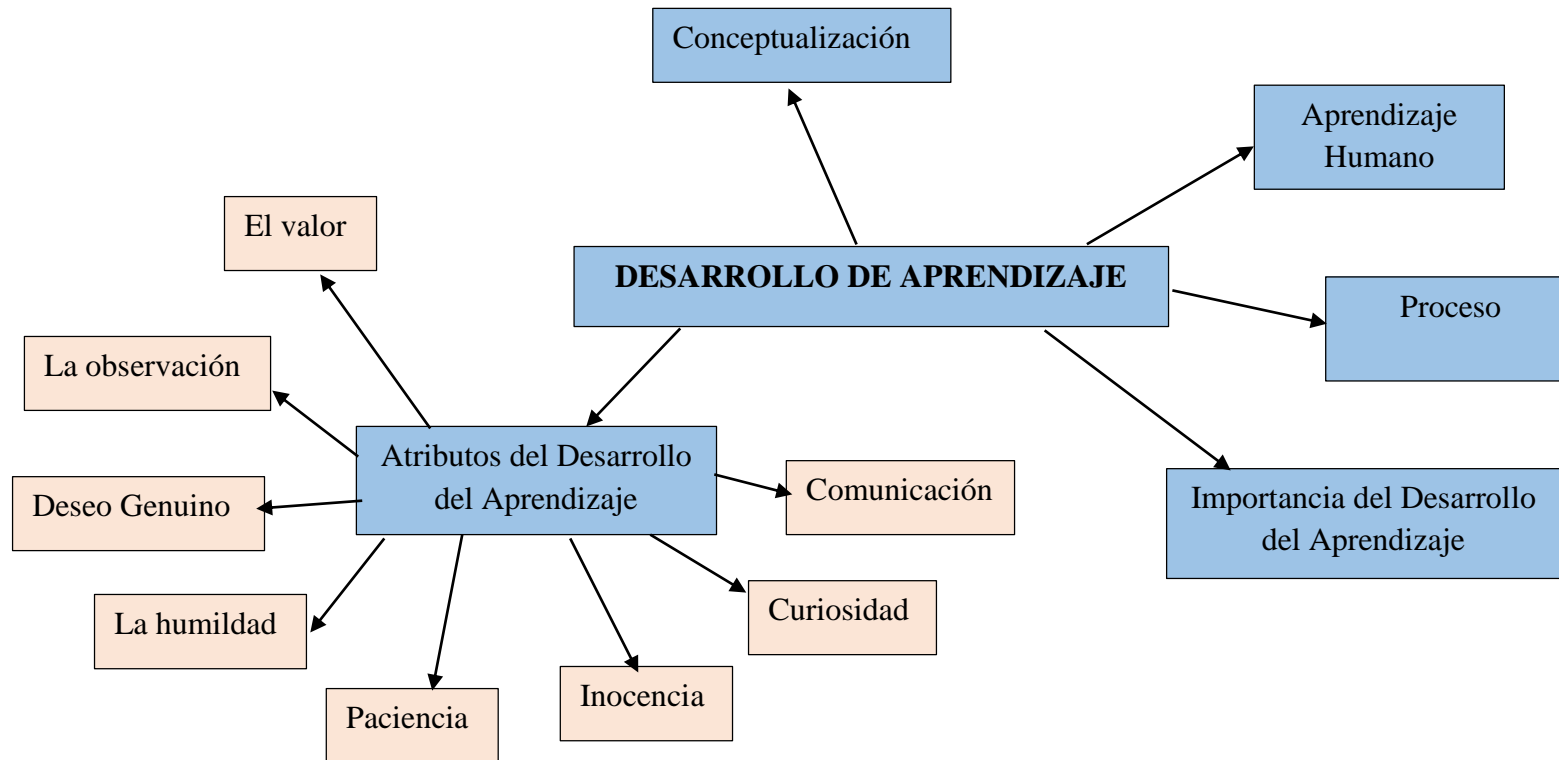 Conceptualización
Aprendizaje
Humano
El valor
DESARROLLO DE APRENDIZAJE
Proceso
La observación
Atributos del Desarrollo
del Aprendizaje
Comunicación
Deseo Genuino
Importancia del Desarrollo
del Aprendizaje
La humildad
Curiosidad
Inocencia
Paciencia